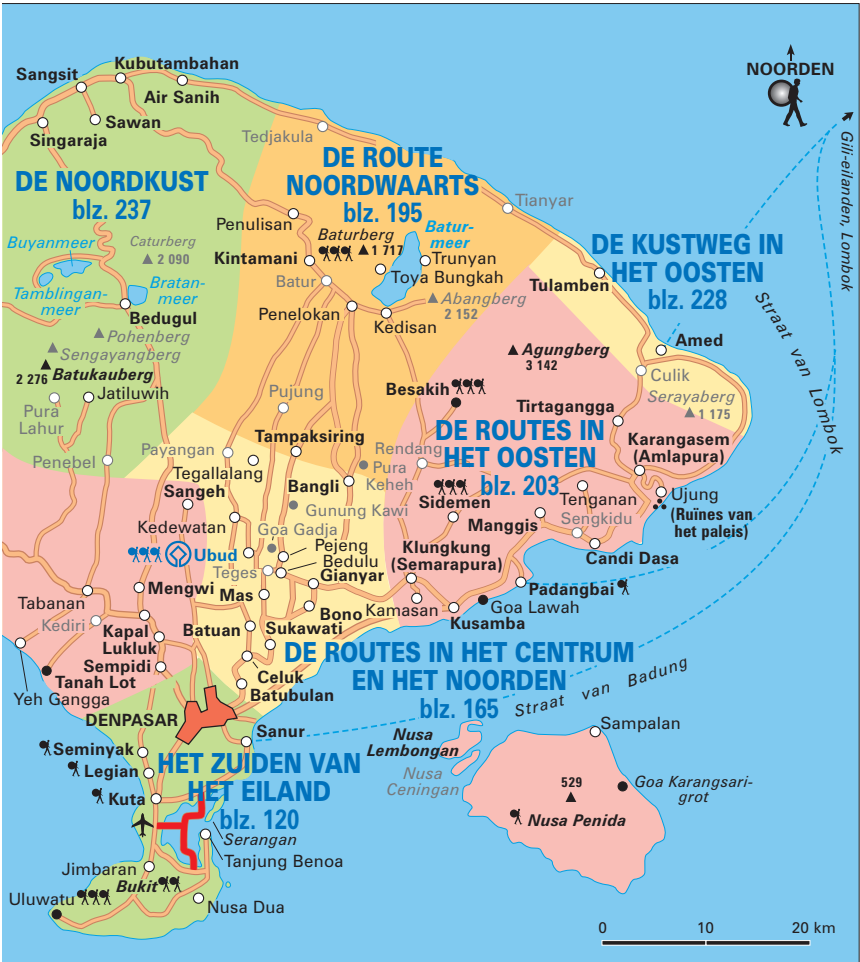 NOORDEN
Kubutambahan
Sangsit
Air Sanih
Sawan
Singaraja
Tedjakula
DE NOORDKUST
blz. 237
DE ROUTE
NOORDWAARTS
blz. 195
Tianyar
Gili-eilanden, Lombok
Penulisan
Buyanmeer
Caturberg
2 090
Baturberg
1 717
Batur-
meer
Kintamani
Trunyan
Toya Bungkah
Batur
DE KUSTWEG IN
HET OOSTEN
blz. 228
Tulamben
Tamblingan-
meer
Bratan-
meer
Bedugul
Penelokan
Kedisan
Abangberg
2 152
Straat van Lombok
Pohenberg
Sengayangberg
2 276 Batukauberg
Jatiluwih
Pura
Lahur
Amed
Agungberg
3 142
Culik
Besakih
Serayaberg
1 175
Pujung
Tirtagangga
Payangan
Penebel
Tampaksiring
Rendang
DE ROUTES IN
HET OOSTEN
blz. 203
Karangasem
(Amlapura)
Tegallalang
Sangeh
Bangli
Pura
Keheh
Gunung Kawi
Sidemen
Tenganan
Ujung
(Ruïnes van
het paleis)
Kedewatan
Goa Gadja
Manggis
Sengkidu
Ubud
Pejeng
Bedulu
Teges
Gianyar
Klungkung
(Semarapura)
Candi Dasa
Tabanan
Mengwi
Mas
Padangbai
Kediri
Kapal
Lukluk
Bono
Kamasan
Goa Lawah
Kusamba
Batuan
Sukawati
Sempidi
Tanah Lot
Yeh Gangga
Celuk
Batubulan
DE ROUTES IN HET CENTRUM
EN HET NOORDEN
blz. 165
Straat van Badung
DENPASAR
Sanur
Sampalan
Nusa
Lembongan
Nusa
Ceningan
Seminyak
Legian
Kuta
HET ZUIDEN VAN
HET EILAND
blz. 120
529
Goa Karangsari-
grot
Nusa Penida
Serangan
Tanjung Benoa
Jimbaran
Bukit
Uluwatu
Nusa Dua
0 10 20 km